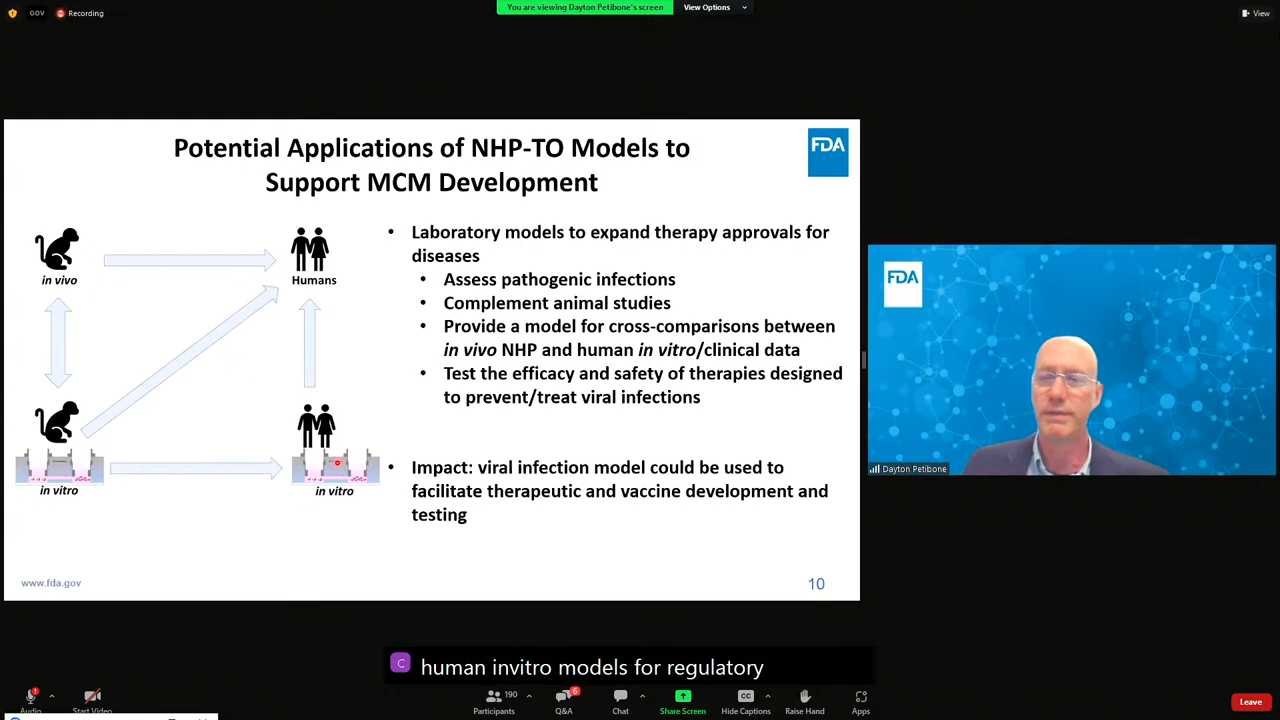 GOV
Recording
You are viewing Dayton Petibone's screen
View Options
View
Potential Applications of NHP-TO Models to
Support MCM Development
FDA
in vivo
Humans
in vitro
in vitro
• Laboratory models to expand therapy approvals for
diseases
• Assess pathogenic infections
• Complement animal studies
• Provide a model for cross-comparisons between
in vivo NHP and human in vitro/clinical data
• Test the efficacy and safety of therapies designed
to prevent/treat viral infections
• Impact: viral infection model could be used to
facilitate therapeutic and vaccine development and
testing
www.fda.gov
10
FDA
Dayton Petibone
C
human invitro models for regulatory
1
Audio
Start Video
190
Participants
6
Q&A
Chat
Share Screen
CC
Hide Captions
Raise Hand
Apps
Leave